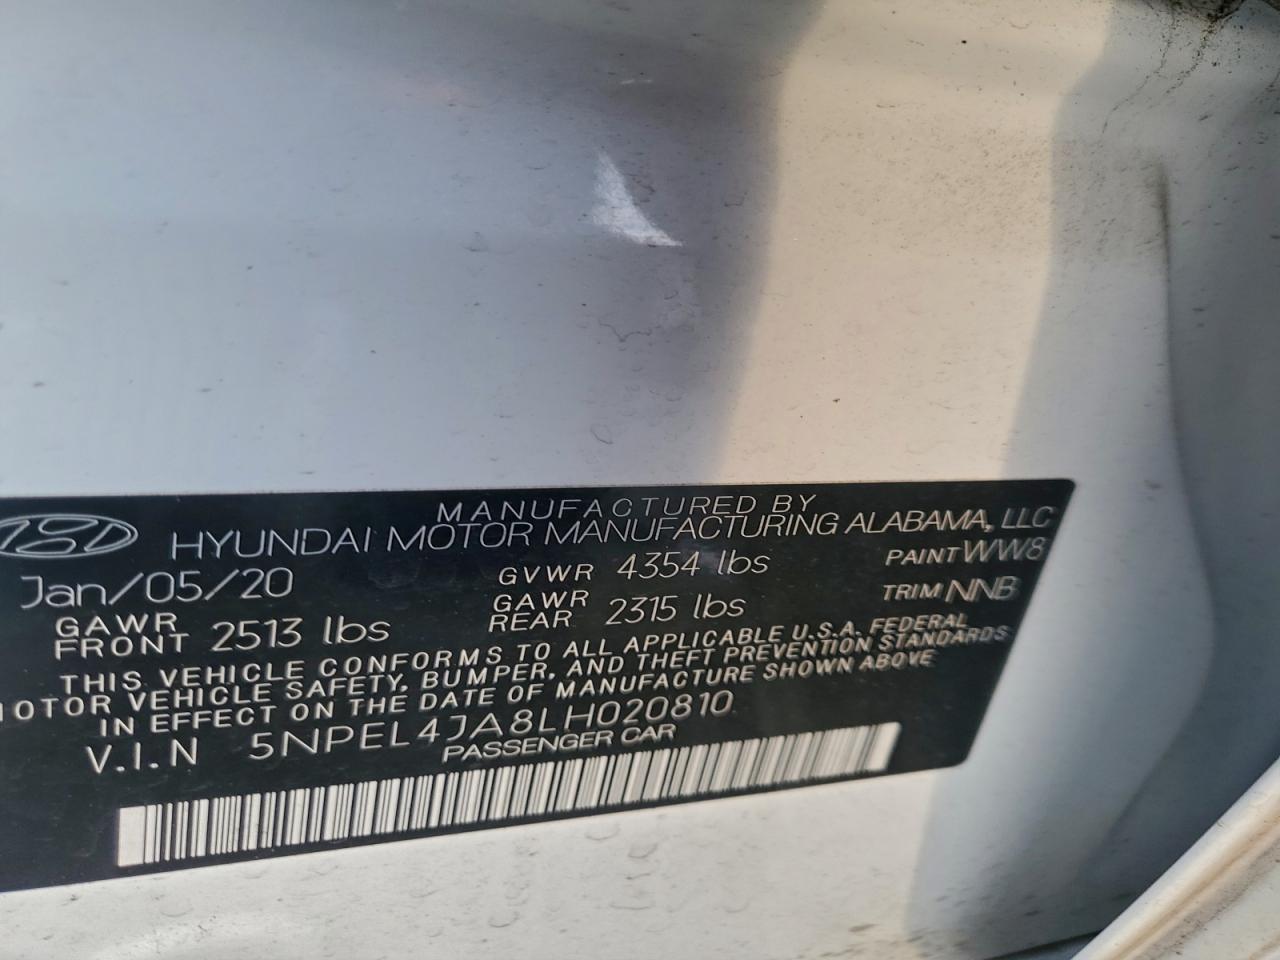 MANUFACTURED BY
HYUNDAI MOTOR MANUFACTURING ALABAMA, LLC
Jan/05/20 GVWR 4354 lbs PAINT WW8
GAWR FRONT 2513 lbs GAWR REAR 2315 lbs TRIM NNB
THIS VEHICLE CONFORMS TO ALL APPLICABLE U.S.A. FEDERAL
MOTOR VEHICLE SAFETY, BUMPER, AND THEFT PREVENTION STANDARDS
IN EFFECT ON THE DATE OF MANUFACTURE SHOWN ABOVE
V.I.N 5NPEL4JA8LH020810
PASSENGER CAR